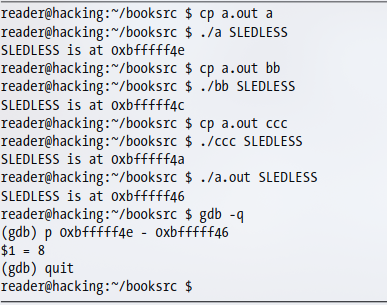 reader@hacking:~/booksrc $ cp a.out a
reader@hacking:~/booksrc $ ./a SLEDLESS
SLEDLESS is at 0xbfffff4e
reader@hacking:~/booksrc $ cp a.out bb
reader@hacking:~/booksrc $ ./bb SLEDLESS
SLEDLESS is at 0xbfffff4c
reader@hacking:~/booksrc $ cp a.out ccc
reader@hacking:~/booksrc $ ./ccc SLEDLESS
SLEDLESS is at 0xbfffff4a
reader@hacking:~/booksrc $ ./a.out SLEDLESS
SLEDLESS is at 0xbfffff46
reader@hacking:~/booksrc $ gdb -q
(gdb) p 0xbfffff4e - 0xbfffff46
$1 = 8
(gdb) quit
reader@hacking:~/booksrc $